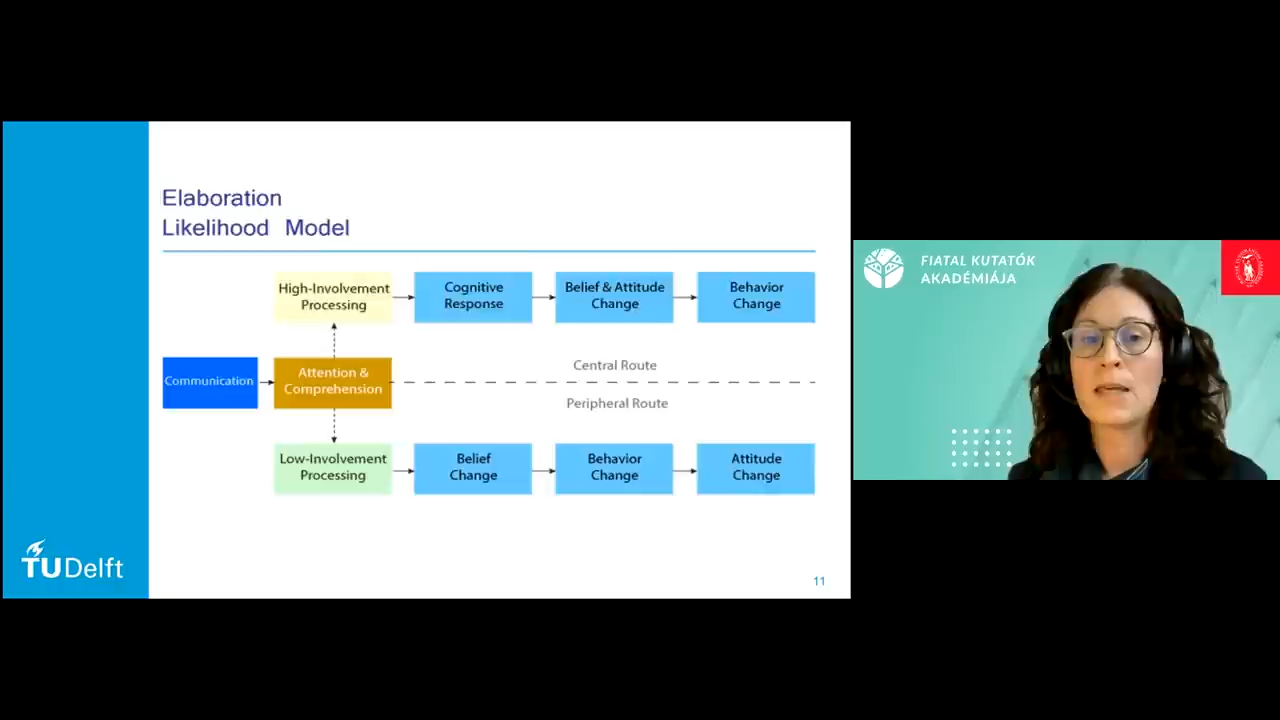 Elaboration
Likelihood Model
High-Involvement
Processing
Cognitive
Response
Belief & Attitude
Change
Behavior
Change
Communication
Attention &
Comprehension
Central Route
Peripheral Route
Low-Involvement
Processing
Belief
Change
Behavior
Change
Attitude
Change
TUDelft
11
FIATAL KUTATÓK
AKADÉMIÁJA